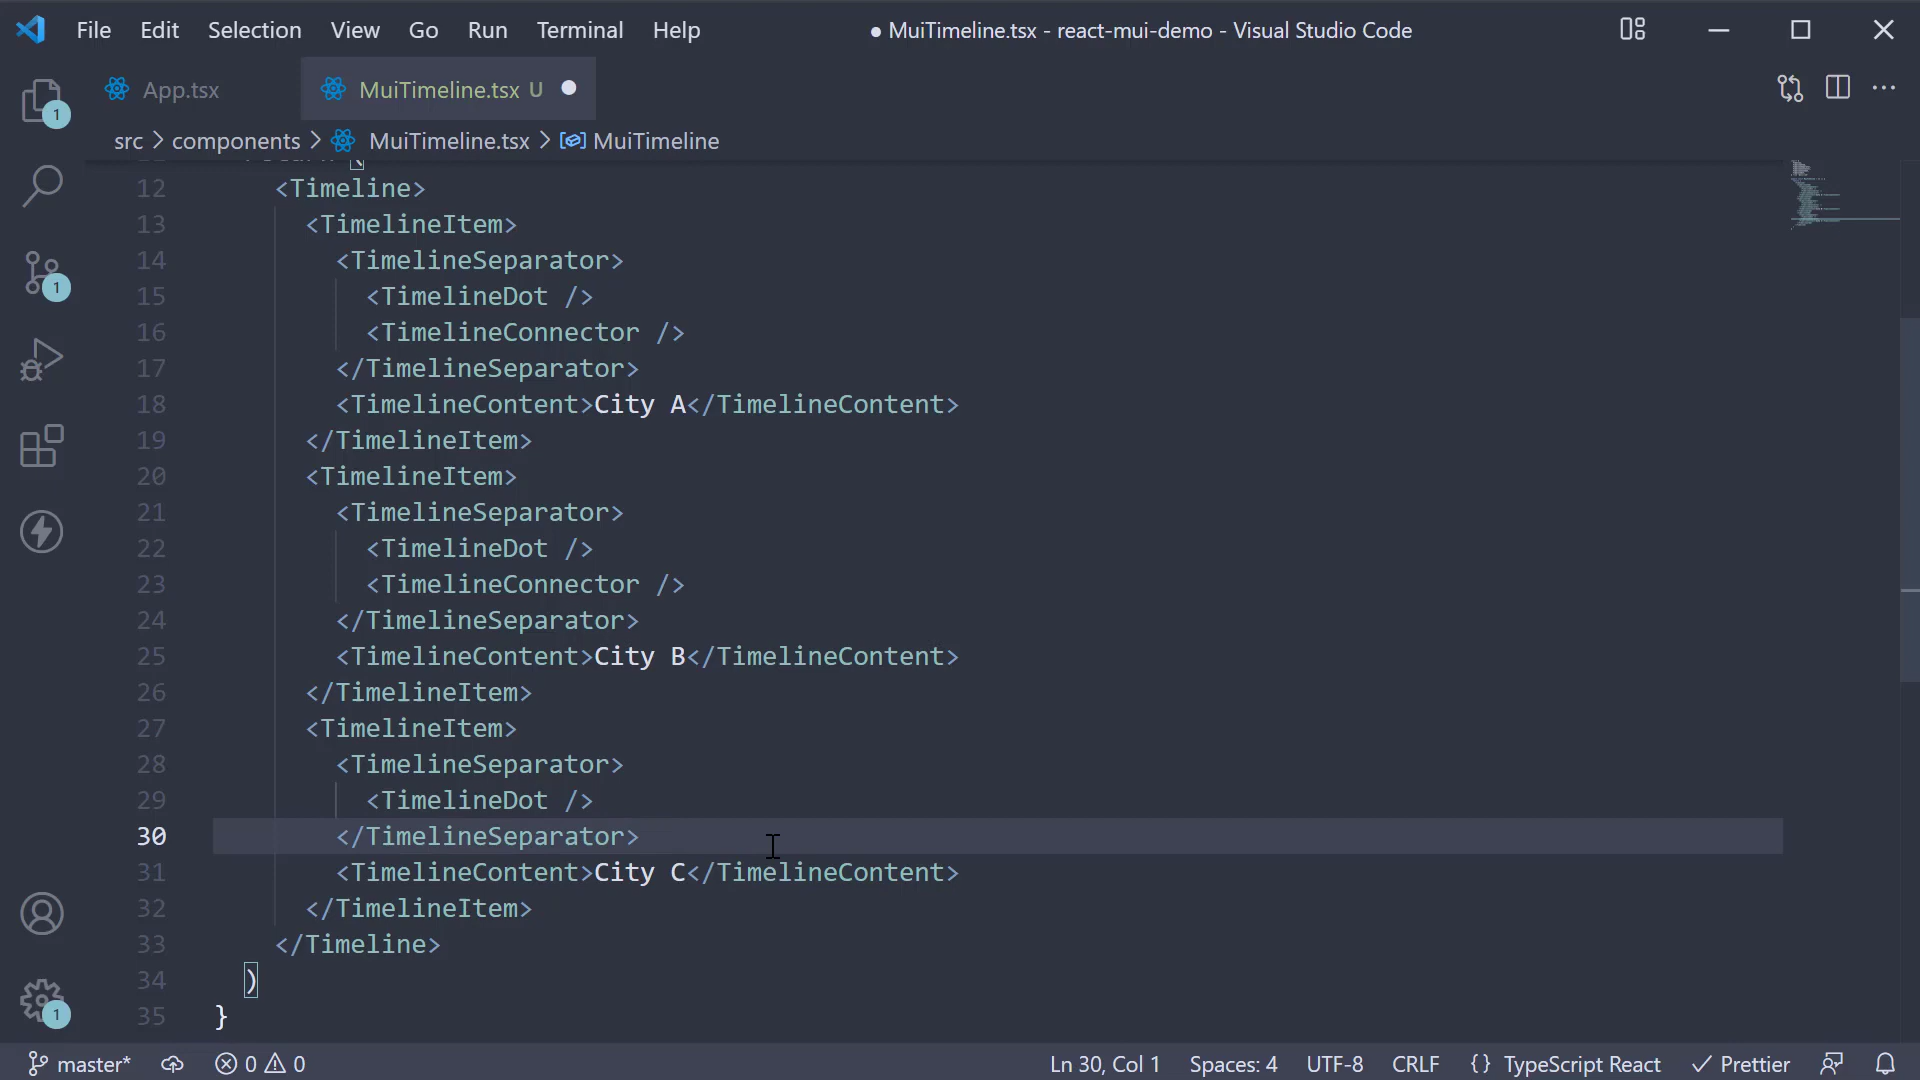 File Edit Selection View Go Run Terminal Help ● MuiTimeline.tsx - react-mui-demo - Visual Studio Code
App.tsx MuiTimeline.tsx U
src > components > MuiTimeline.tsx > MuiTimeline
12 <Timeline>
13 <TimelineItem>
14 <TimelineSeparator>
15 <TimelineDot />
16 <TimelineConnector />
17 </TimelineSeparator>
18 <TimelineContent>City A</TimelineContent>
19 </TimelineItem>
20 <TimelineItem>
21 <TimelineSeparator>
22 <TimelineDot />
23 <TimelineConnector />
24 </TimelineSeparator>
25 <TimelineContent>City B</TimelineContent>
26 </TimelineItem>
27 <TimelineItem>
28 <TimelineSeparator>
29 <TimelineDot />
30 </TimelineSeparator>
31 <TimelineContent>City C</TimelineContent>
32 </TimelineItem>
33 </Timeline>
34 )
35 }
1
1
1
master* 0 0 Ln 30, Col 1 Spaces: 4 UTF-8 CRLF {} TypeScript React Prettier